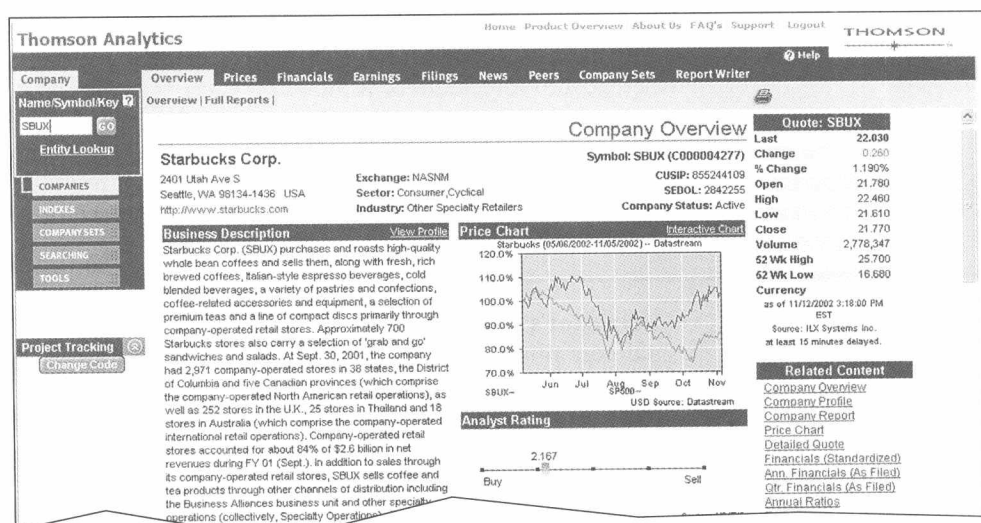 Home Product Overview About Us FAQ's Support Logout
Thomson Analytics
THOMSON
Help
Company
Overview Prices Financials Earnings Filings News Peers Company Sets Report Writer
Name/Symbol/Key ?
Overview | Full Reports |
SBUX GO
Entity Lookup
COMPANIES
INDEXES
COMPANY SETS
SEARCHING
TOOLS
Project Tracking
Change Code
Company Overview
Starbucks Corp.
Symbol: SBUX (C000004277)
2401 Utah Ave S
Seattle, WA 98134-1436 USA
http://www.starbucks.com
Exchange: NASNM
Sector: Consumer,Cyclical
Industry: Other Specialty Retailers
CUSIP: 855244109
SEDOL: 2842255
Company Status: Active
Business Description View Profile
Starbucks Corp. (SBUX) purchases and roasts high-quality
whole bean coffees and sells them, along with fresh, rich
brewed coffees, Italian-style espresso beverages, cold
blended beverages, a variety of pastries and confections,
coffee-related accessories and equipment, a selection of
premium teas and a line of compact discs primarily through
company-operated retail stores. Approximately 700
Starbucks stores also carry a selection of 'grab and go'
sandwiches and salads. At Sept. 30, 2001, the company
had 2,971 company-operated stores in 38 states, the District
of Columbia and five Canadian provinces (which comprise
the company-operated North American retail operations), as
well as 252 stores in the U.K., 25 stores in Thailand and 18
stores in Australia (which comprise the company-operated
international retail operations). Company-operated retail
stores accounted for about 84% of $2.6 billion in net
revenues during FY 01 (Sept.). In addition to sales through
its company-operated retail stores, SBUX sells coffee and
tea products through other channels of distribution including
the Business Alliances business unit and other specialty
operations (collectively, Specialty Operations)
Price Chart Interactive Chart
Starbucks (05/06/2002-11/05/2002) -- Datastream
120.0%
110.0%
100.0%
90.0%
80.0%
70.0%
Jun Jul Aug Sep Oct Nov
SBUX~ SP500~
USD Source: Datastream
Analyst Rating
2.167
Buy Sell
Quote: SBUX
Last 22.030
Change 0.260
% Change 1.190%
Open 21.780
High 22.460
Low 21.610
Close 21.770
Volume 2,778,347
52 Wk High 25.700
52 Wk Low 16.680
Currency
as of 11/12/2002 3:18:00 PM
EST
Source: ILX Systems Inc.
at least 15 minutes delayed.
Related Content
Company Overview
Company Profile
Company Report
Price Chart
Detailed Quote
Financials (Standardized)
Ann. Financials (As Filed)
Qtr. Financials (As Filed)
Annual Ratios